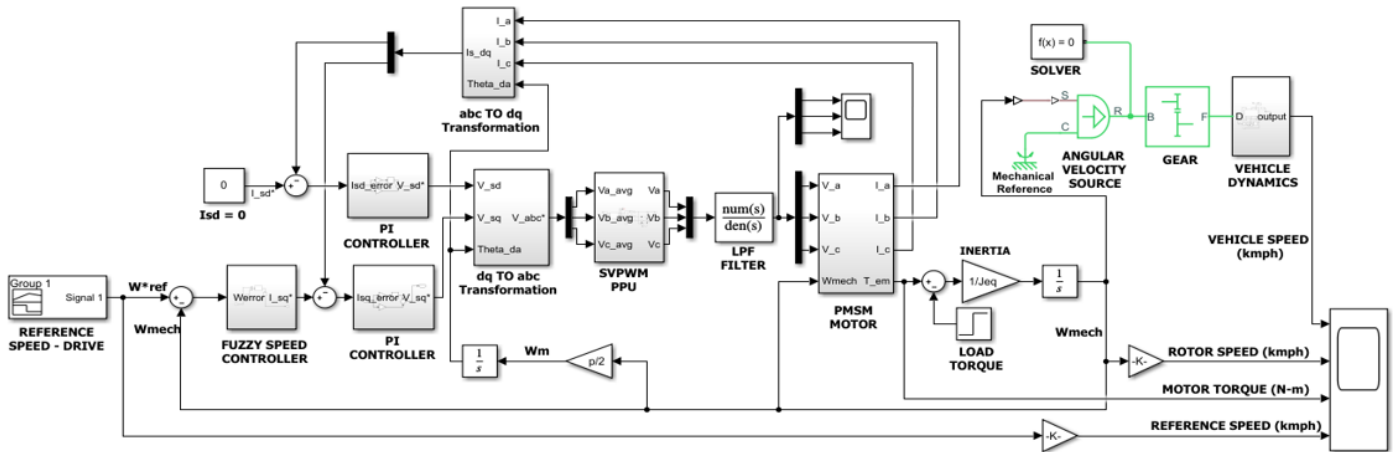 I_a
I_b
Is_dq
I_c
Theta_da
abc TO dq
Transformation
f(x) = 0
SOLVER
S
C
R
B
F
D
output
Mechanical
Reference
ANGULAR
VELOCITY
SOURCE
GEAR
VEHICLE
DYNAMICS
0
I_sd*
Isd = 0
+
-
Isd_error
V_sd*
PI
CONTROLLER
V_sd
V_sq
V_abc*
Theta_da
dq TO abc
Transformation
Va_avg
Va
Vb_avg
Vb
Vc_avg
Vc
SVPWM
PPU
num(s)
den(s)
LPF
FILTER
V_a
I_a
V_b
I_b
V_c
I_c
Wmech
T_em
PMSM
MOTOR
+
-
INERTIA
1/Jeq
1
s
LOAD
TORQUE
Wmech
VEHICLE SPEED
(kmph)
Group 1
Signal 1
REFERENCE
SPEED - DRIVE
W*ref
+
-
Wmech
Werror
I_sq*
FUZZY SPEED
CONTROLLER
+
-
Isq_error
V_sq*
PI
CONTROLLER
1
s
Wm
p/2
-K-
ROTOR SPEED (kmph)
MOTOR TORQUE (N-m)
-K-
REFERENCE SPEED (kmph)